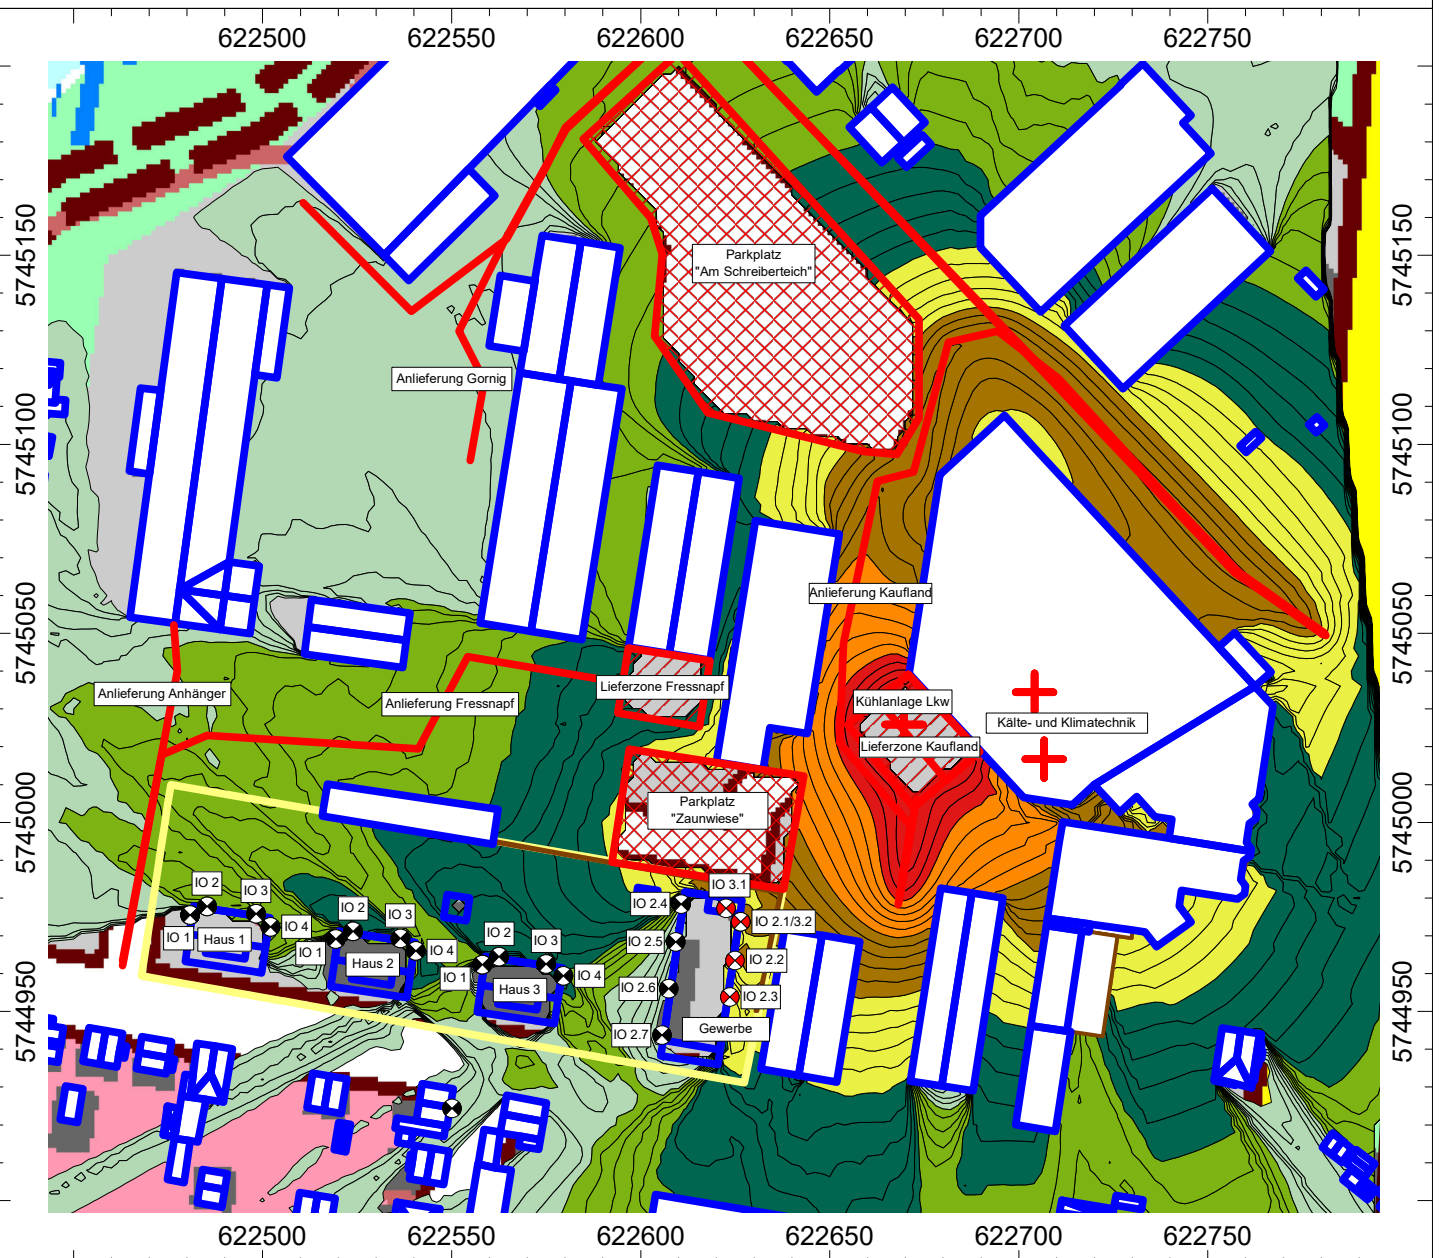 622500 622550 622600 622650 622700 622750
5745150 5745150
Parkplatz
"Am Schreiberteich"
Anlieferung Gornig
5745100 5745100
Anlieferung Kaufland
5745050 5745050
Lieferzone Fressnapf
Anlieferung Anhänger
Anlieferung Fressnapf
Kühlanlage Lkw
Kälte- und Klimatechnik
Lieferzone Kaufland
5745000 5745000
Parkplatz
"Zaunwiese"
IO 2
IO 3
IO 4
IO 1
Haus 1
IO 2
IO 3
IO 4
IO 1
Haus 2
IO 2
IO 3
IO 4
IO 1
Haus 3
IO 3.1
IO 2.4
IO 2.1/3.2
IO 2.5
IO 2.2
IO 2.6
IO 2.3
IO 2.7
Gewerbe
5744950 5744950
622500 622550 622600 622650 622700 622750